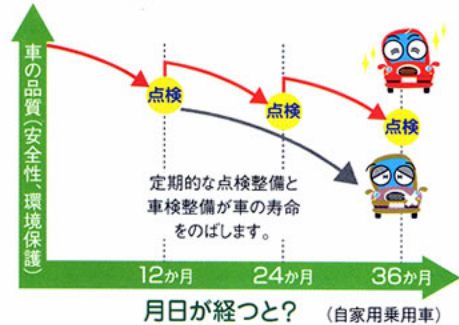 車の品質(安全性、環境保護)
点検
点検
点検
定期的な点検整備と
車検整備が車の寿命
をのばします。
12か月
24か月
36か月
月日が経つと?
(自家用乗用車)